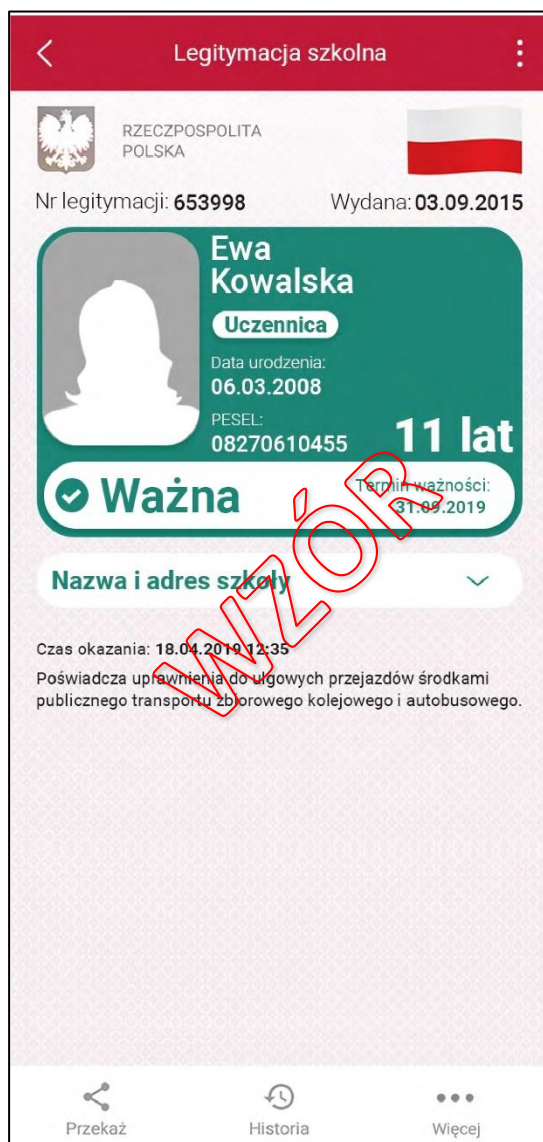 Legitymacja szkolna
RZECZPOSPOLITA
POLSKA
Nr legitymacji: 653998 Wydana: 03.09.2015
Ewa
Kowalska
Uczennica
Data urodzenia:
06.03.2008
PESEL:
08270610455 11 lat
Ważna
Termin ważności:
31.09.2019
Nazwa i adres szkoły
Czas okazania: 18.04.2019 12:35
Poświadcza uprawnienia do ulgowych przejazdów środkami
publicznego transportu zbiorowego kolejowego i autobusowego.
WZÓR
Przekaż Historia Więcej